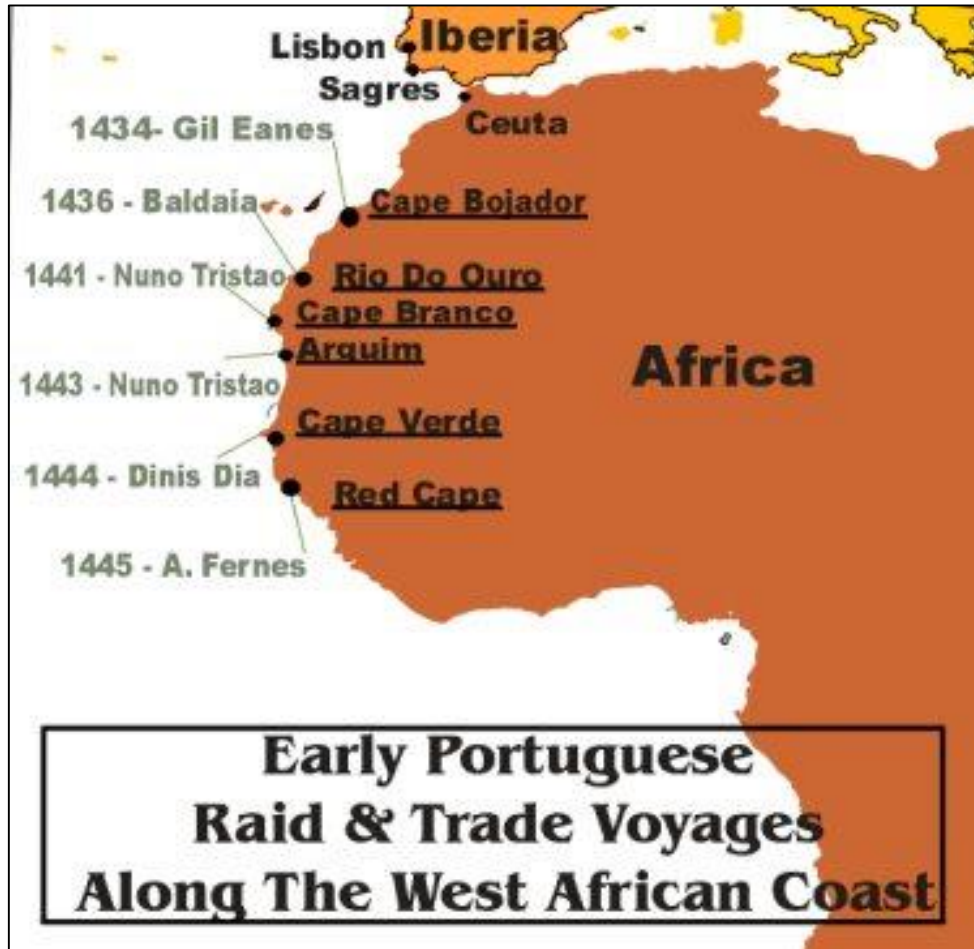 Lisbon
Iberia
Sagres
Ceuta
1434- Gil Eanes
1436 - Baldaia
Cape Bojador
1441 - Nuno Tristao
Rio Do Ouro
Cape Branco
Arquim
1443 - Nuno Tristao
Africa
Cape Verde
1444 - Dinis Dia
Red Cape
1445 - A. Fernes
Early Portuguese
Raid & Trade Voyages
Along The West African Coast